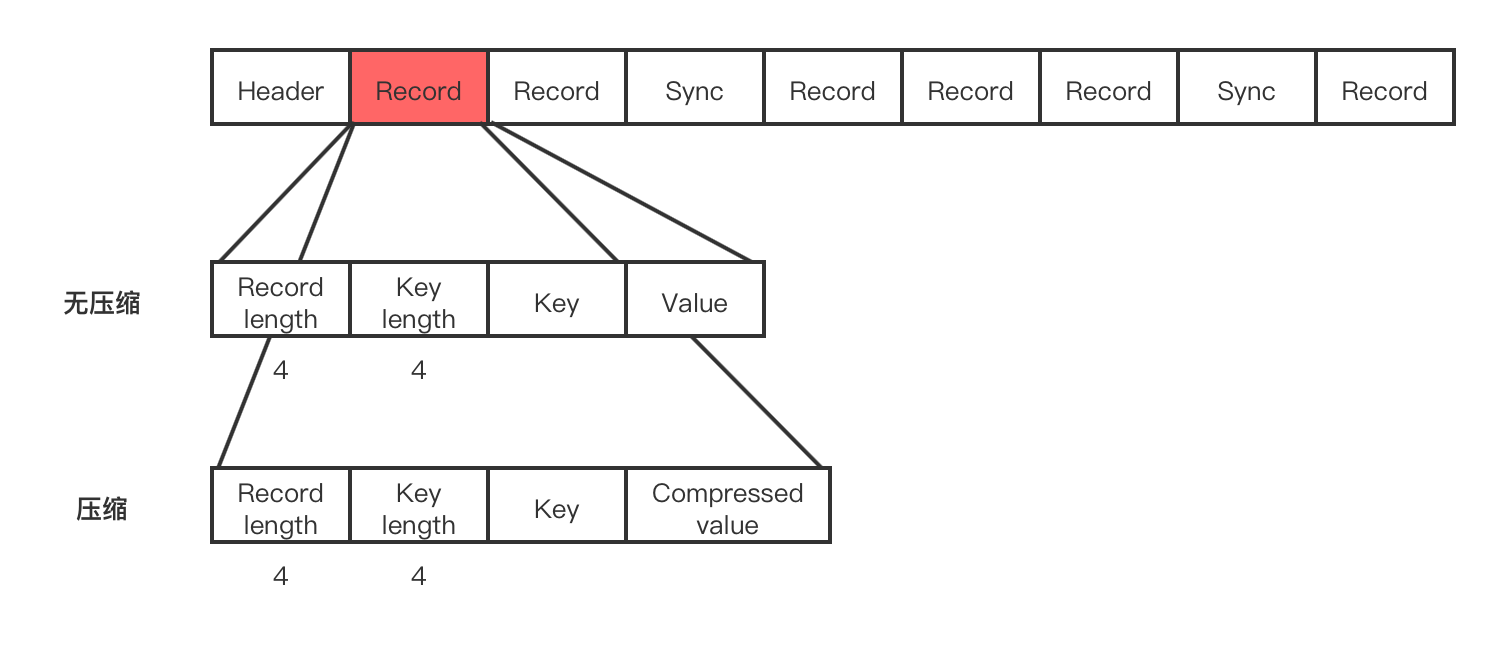 Header Record Record Sync Record Record Record Sync Record
无压缩
Record
length
Key
length
Key
Value
4 4
压缩
Record
length
Key
length
Key
Compressed
value
4 4